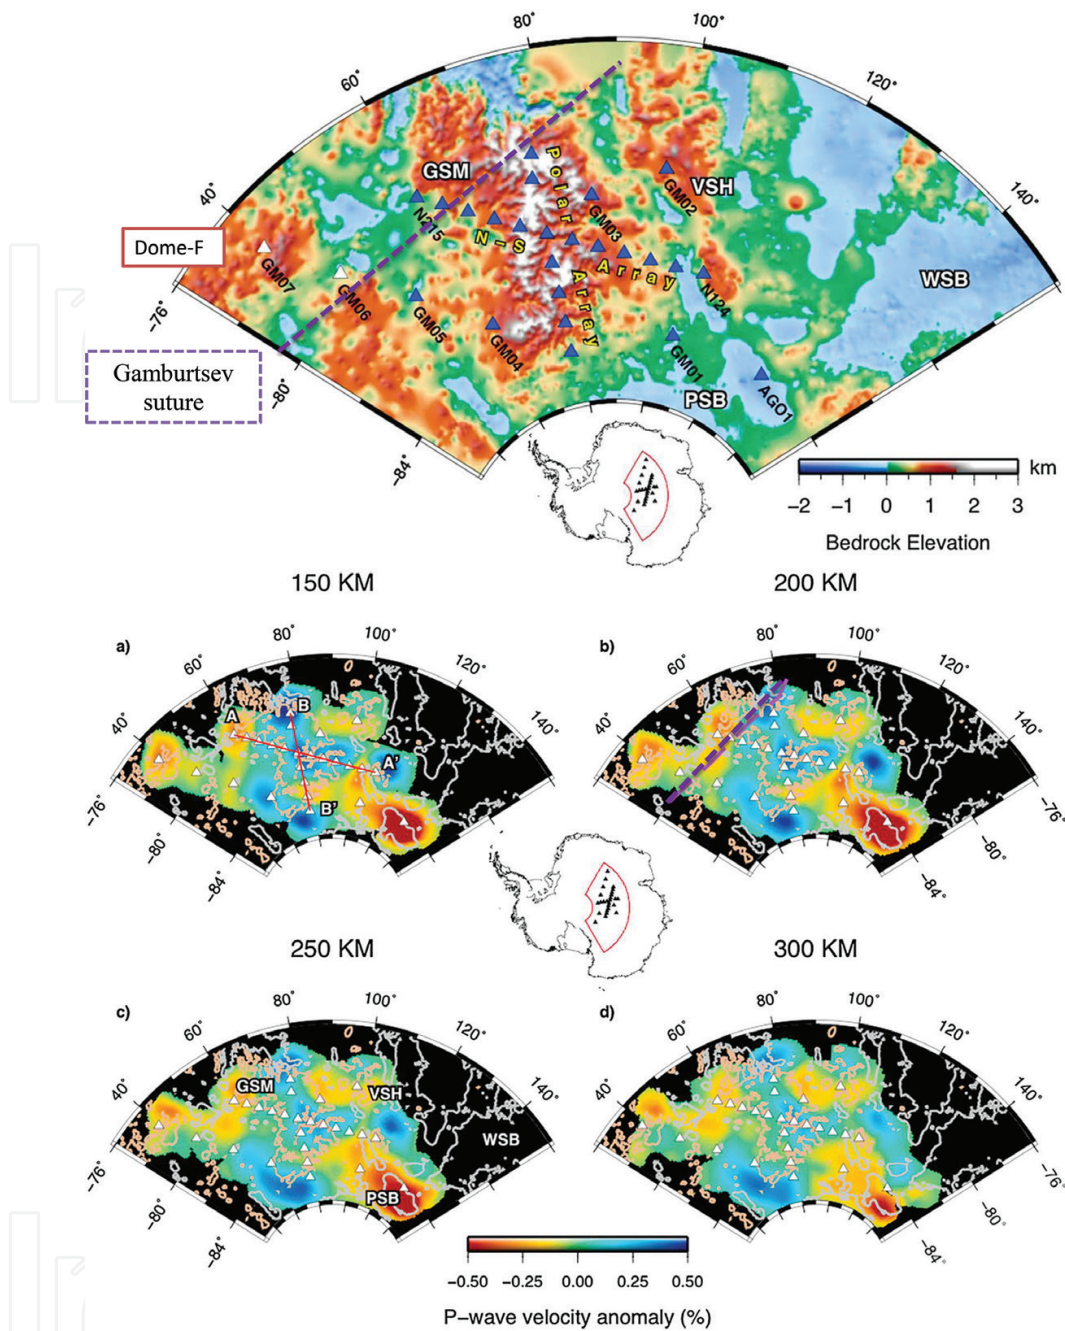 80°
100°
60°
120°
40°
140°
GSM
VSH
GM02
Polar
GM03
N215
N-S
Array
Array
N124
WSB
Dome-F
GM07
GM06
GM05
GM04
GM01
AGO1
PSB
-76°
-80°
-84°
Gamburtsev
suture
km
-2 -1 0 1 2 3
Bedrock Elevation
150 KM
200 KM
a)
80°
100°
60°
120°
40°
140°
A
B
A'
B'
-76°
-80°
-84°
b)
80°
100°
60°
120°
40°
140°
-76°
-80°
-84°
250 KM
300 KM
c)
80°
100°
60°
120°
40°
140°
GSM
VSH
WSB
PSB
-76°
-80°
-84°
d)
80°
100°
60°
120°
40°
140°
-76°
-80°
-84°
-0.50 -0.25 0.00 0.25 0.50
P-wave velocity anomaly (%)